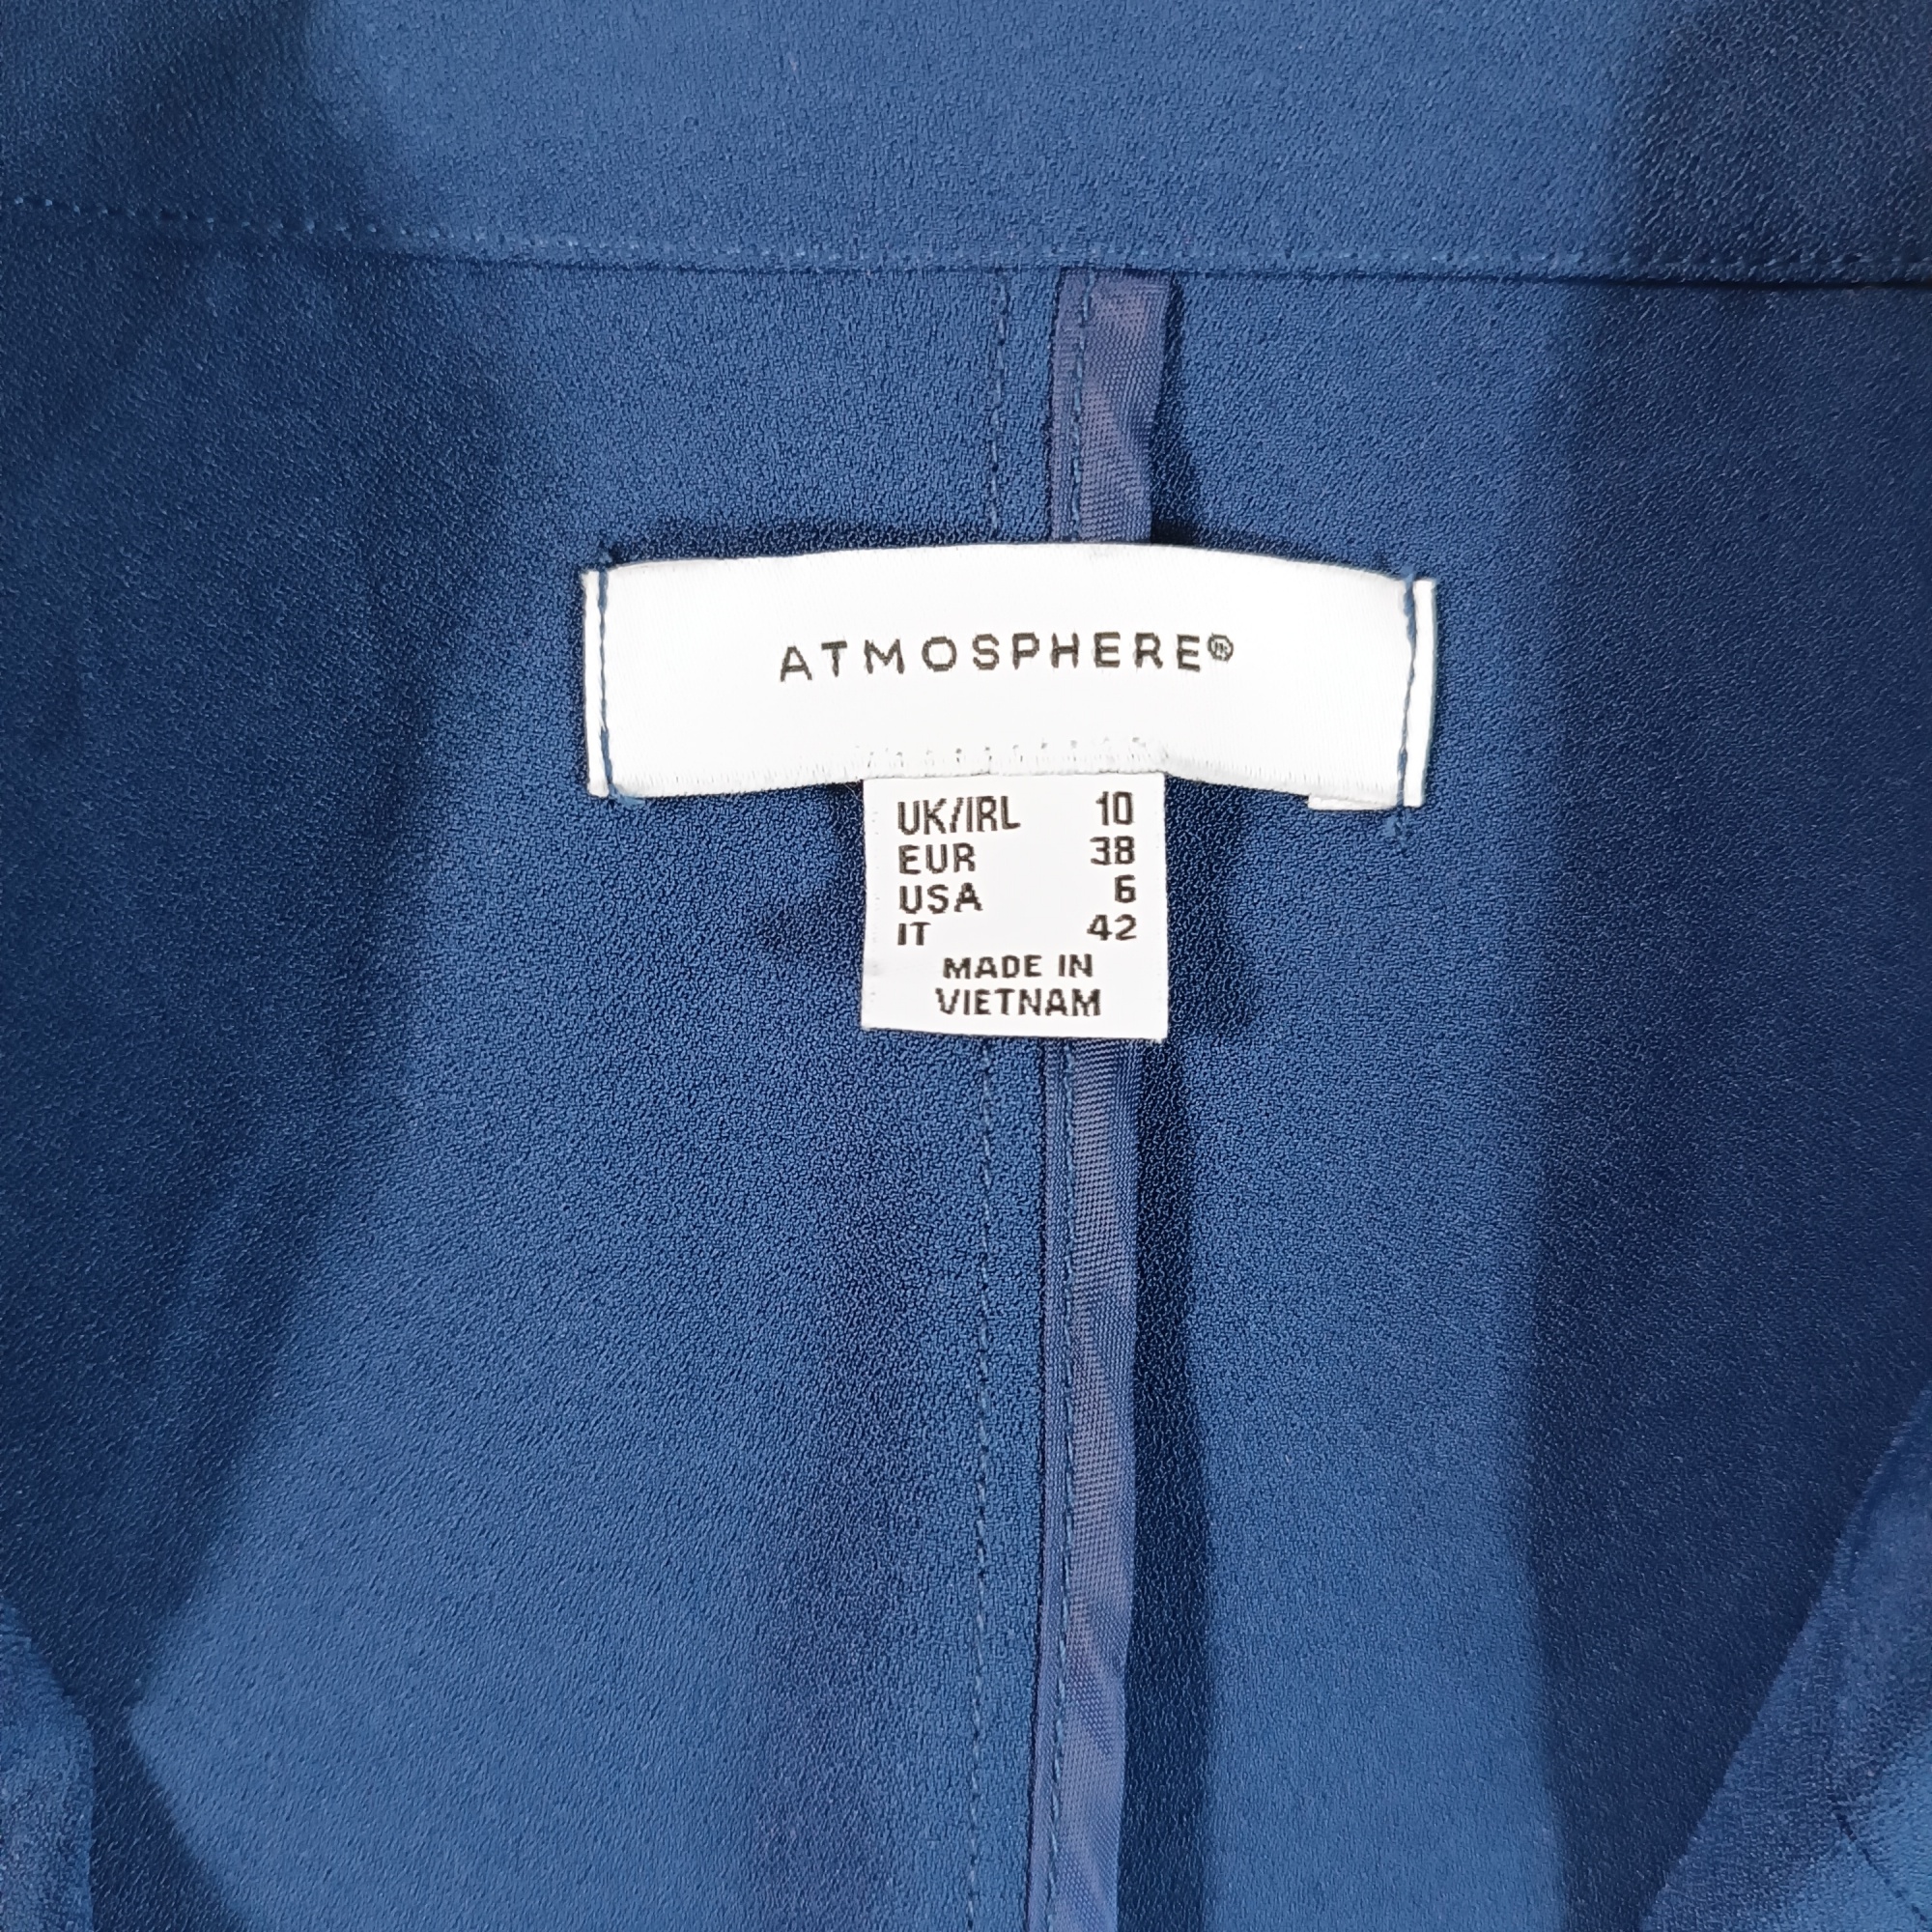 ATMOSPHERE®
UK/IRL 10
EUR 38
USA 6
IT 42
MADE IN
VIETNAM